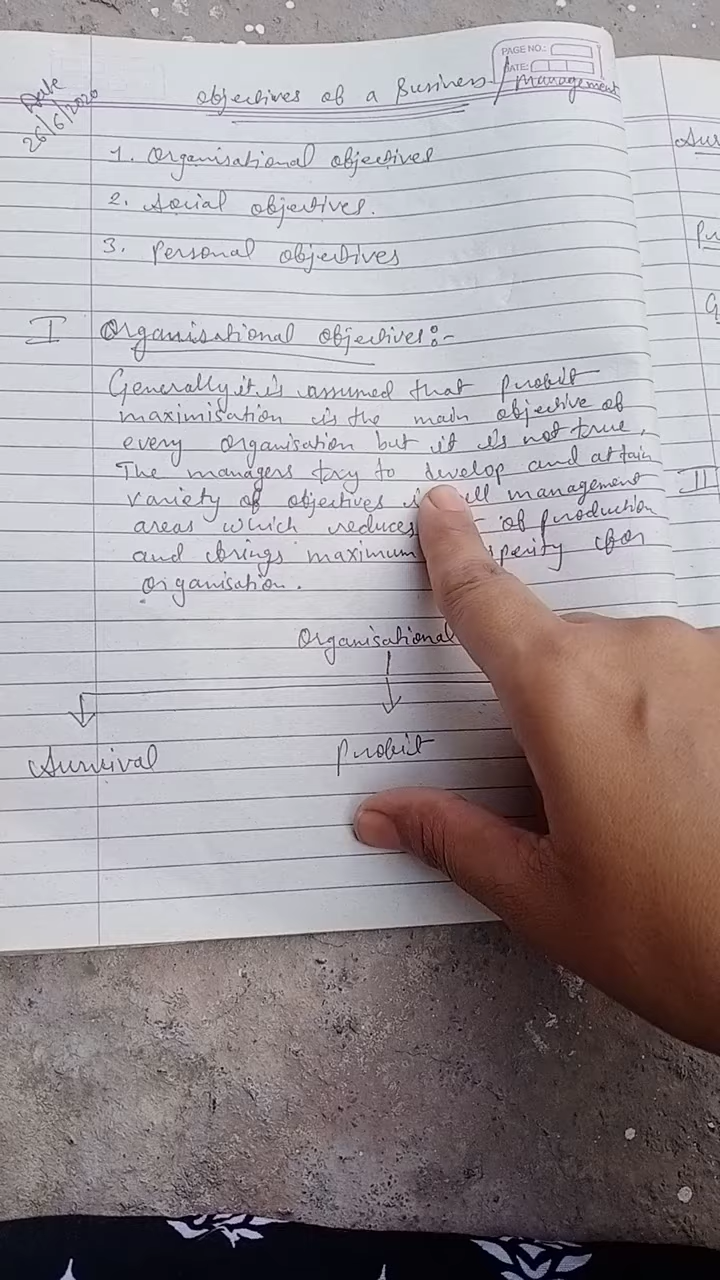 PAGE NO.:
DATE:
Date
26/6/2020
Objectives of a Business / Management
1. Organisational objectives
2. Social objectives.
3. Personal objectives
I Organisational objectives:-
Generally it is assumed that profit
maximisation is the main objective of
every organisation but it is not true.
The managers try to develop and attain
variety of objectives all management
areas which reduces of production
and brings maximum for
organisation.
Organisational
Survival
Profit
II